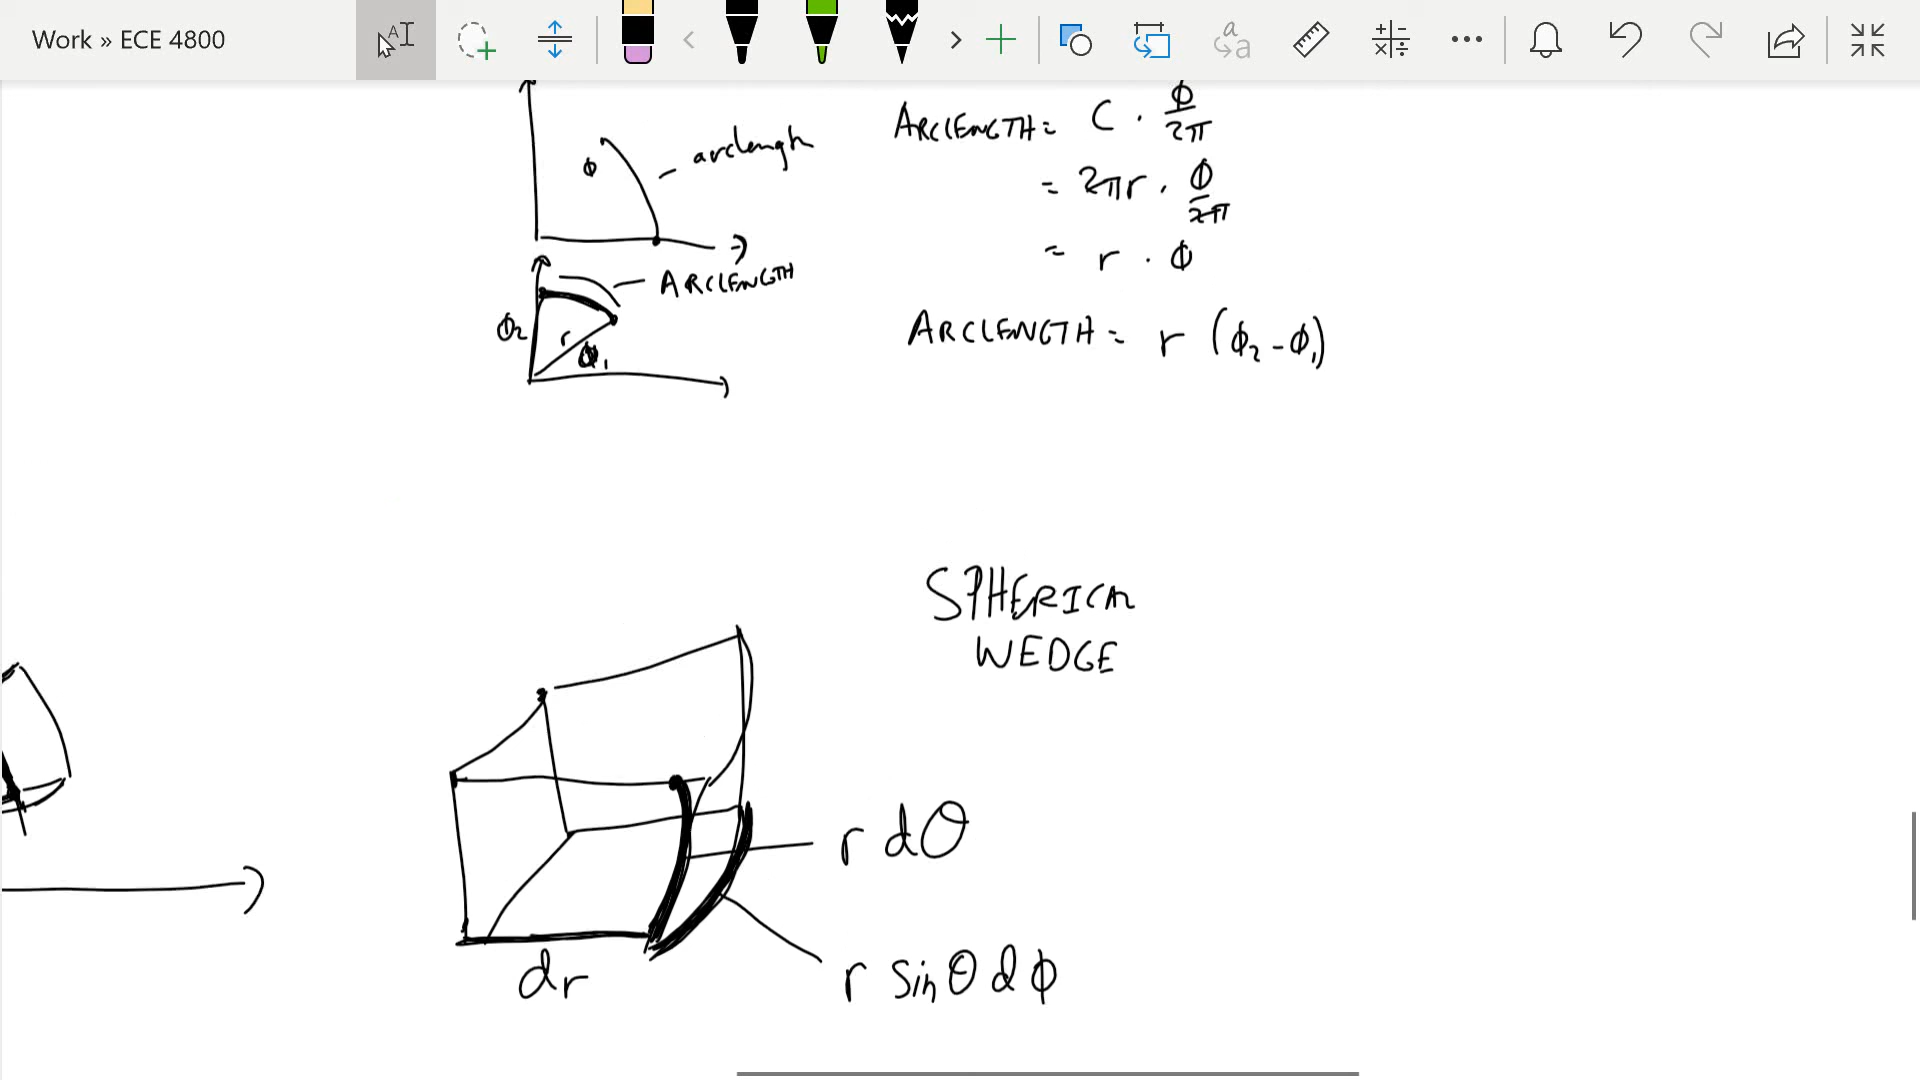 Work » ECE 4800
ARCLENGTH = C · ϕ/2π
ϕ
arclength
= 2πr · ϕ/2π
= r · ϕ
ARCLENGTH
ϕ2
r
ϕ1
ARCLENGTH = r (ϕ2 - ϕ1)
SPHERICAL
WEDGE
r dθ
dr
r sinθ dϕ